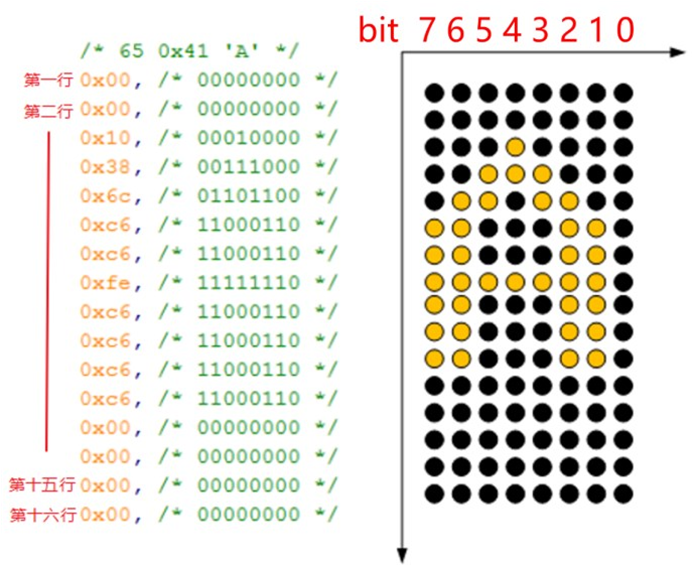 bit 7 6 5 4 3 2 1 0
/* 65 0x41 'A' */
第一行 0x00, /* 00000000 */
第二行 0x00, /* 00000000 */
0x10, /* 00010000 */
0x38, /* 00111000 */
0x6c, /* 01101100 */
0xc6, /* 11000110 */
0xc6, /* 11000110 */
0xfe, /* 11111110 */
0xc6, /* 11000110 */
0xc6, /* 11000110 */
0xc6, /* 11000110 */
0xc6, /* 11000110 */
0x00, /* 00000000 */
0x00, /* 00000000 */
第十五行 0x00, /* 00000000 */
第十六行 0x00, /* 00000000 */